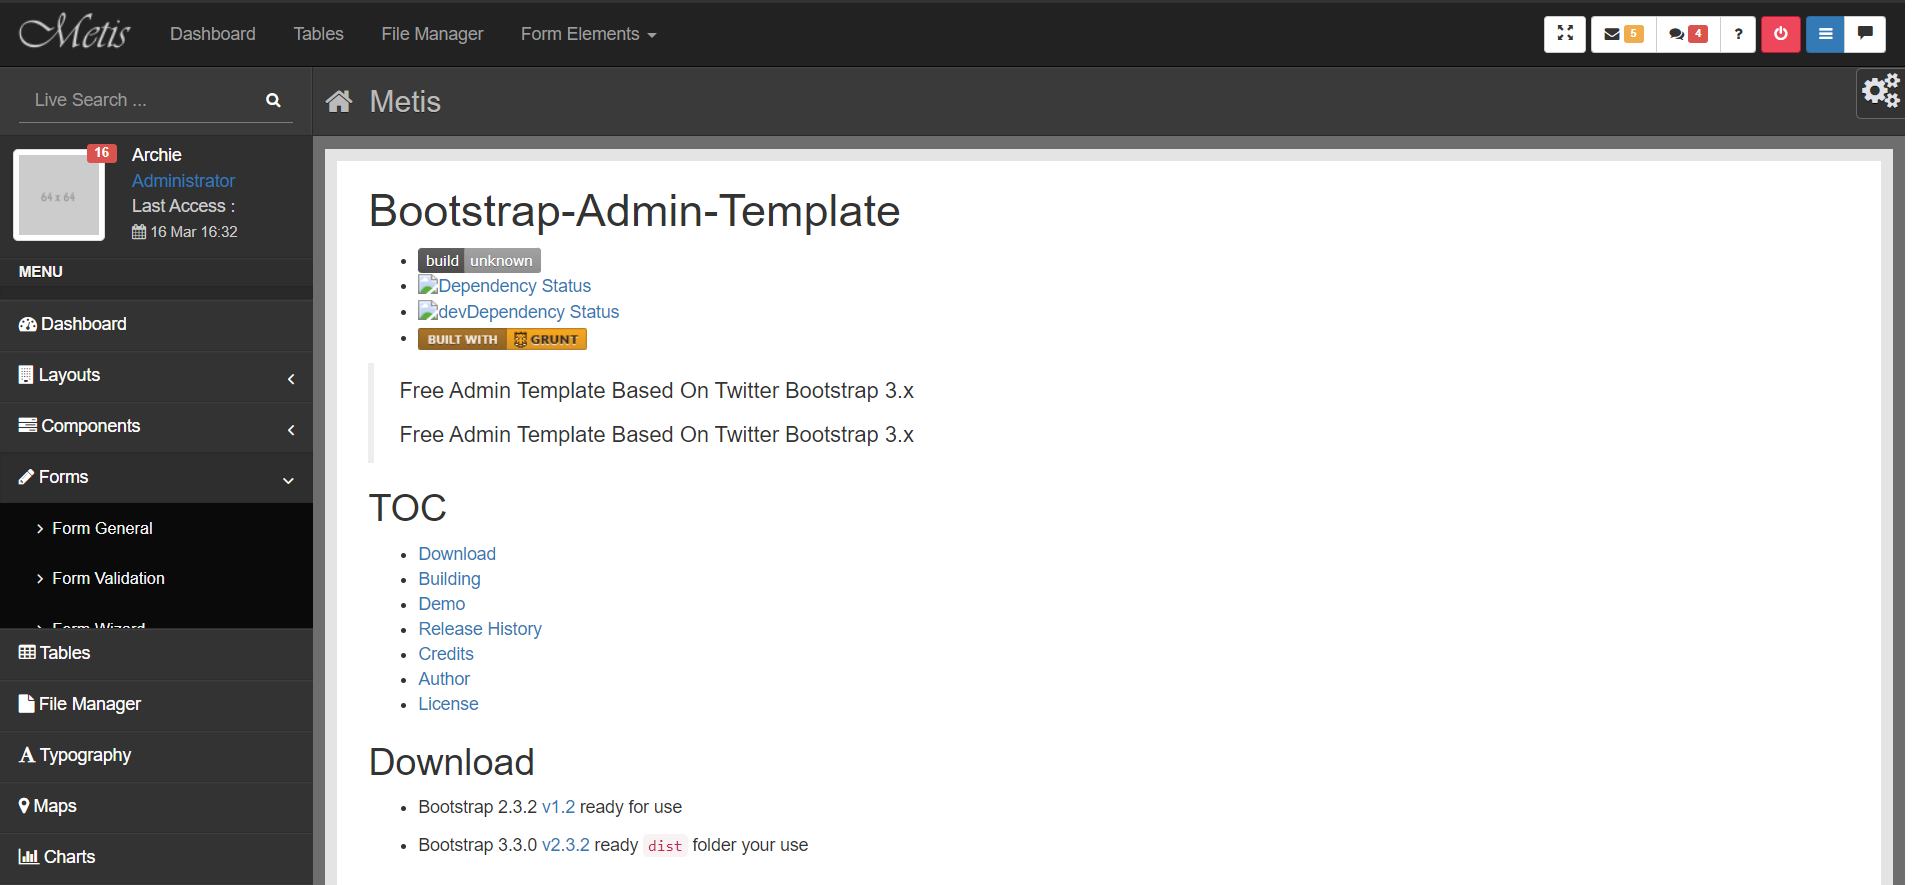 Metis
Dashboard
Tables
File Manager
Form Elements
5
4
?
Live Search ...
Metis
64 x 64
16
Archie
Administrator
Last Access :
16 Mar 16:32
MENU
Dashboard
Layouts
Components
Forms
Form General
Form Validation
Form Wizard
Tables
File Manager
Typography
Maps
Charts
Bootstrap-Admin-Template
build unknown
Dependency Status
devDependency Status
BUILT WITH GRUNT
Free Admin Template Based On Twitter Bootstrap 3.x
Free Admin Template Based On Twitter Bootstrap 3.x
TOC
Download
Building
Demo
Release History
Credits
Author
License
Download
Bootstrap 2.3.2 v1.2 ready for use
Bootstrap 3.3.0 v2.3.2 ready dist folder your use